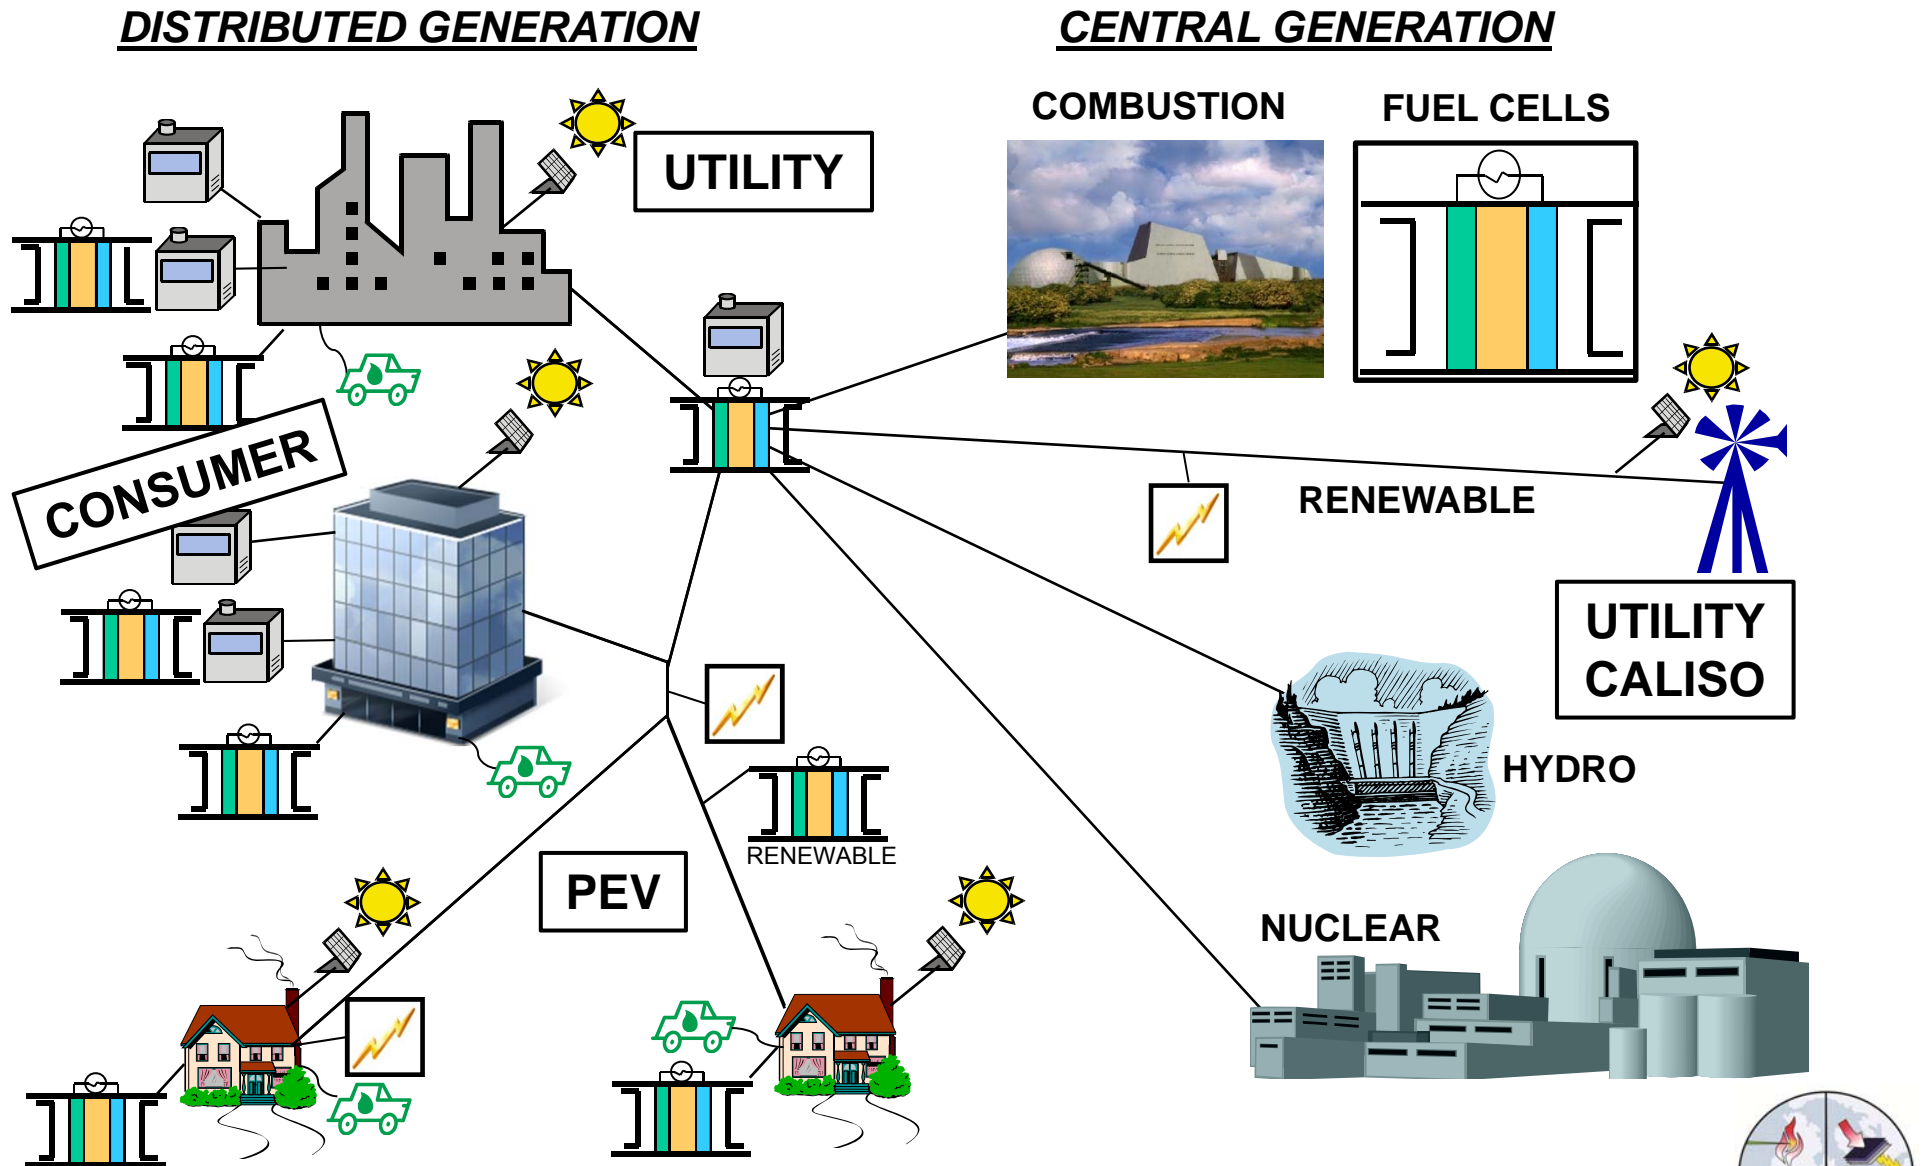 DISTRIBUTED GENERATION
CENTRAL GENERATION
COMBUSTION
FUEL CELLS
UTILITY
CONSUMER
RENEWABLE
UTILITY
CALISO
HYDRO
RENEWABLE
PEV
NUCLEAR